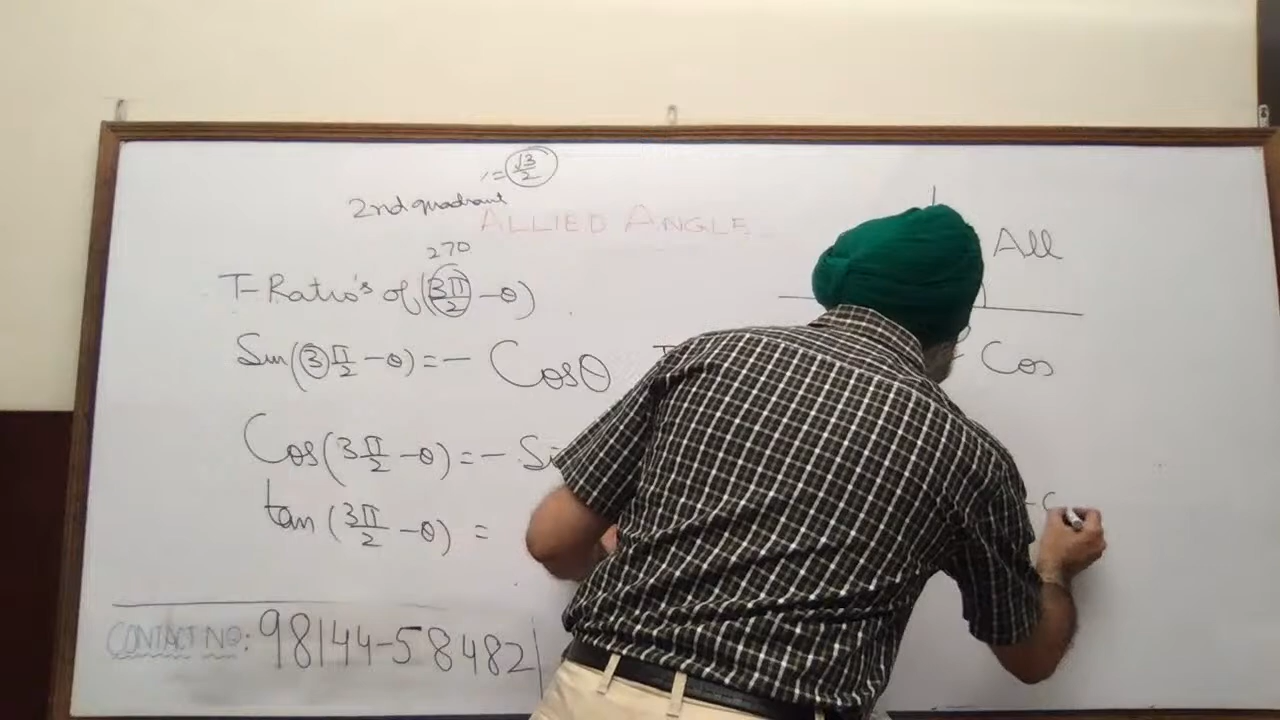 = √3/2
2nd quadrant
ALLIED ANGLE
270
T-Ratio's of (3π/2 -θ)
Sin(3π/2 -θ) = - Cosθ
Cos(3π/2 -θ) = - Si
tan(3π/2 -θ) =
CONTACT NO: 98144-58482
All
Cos